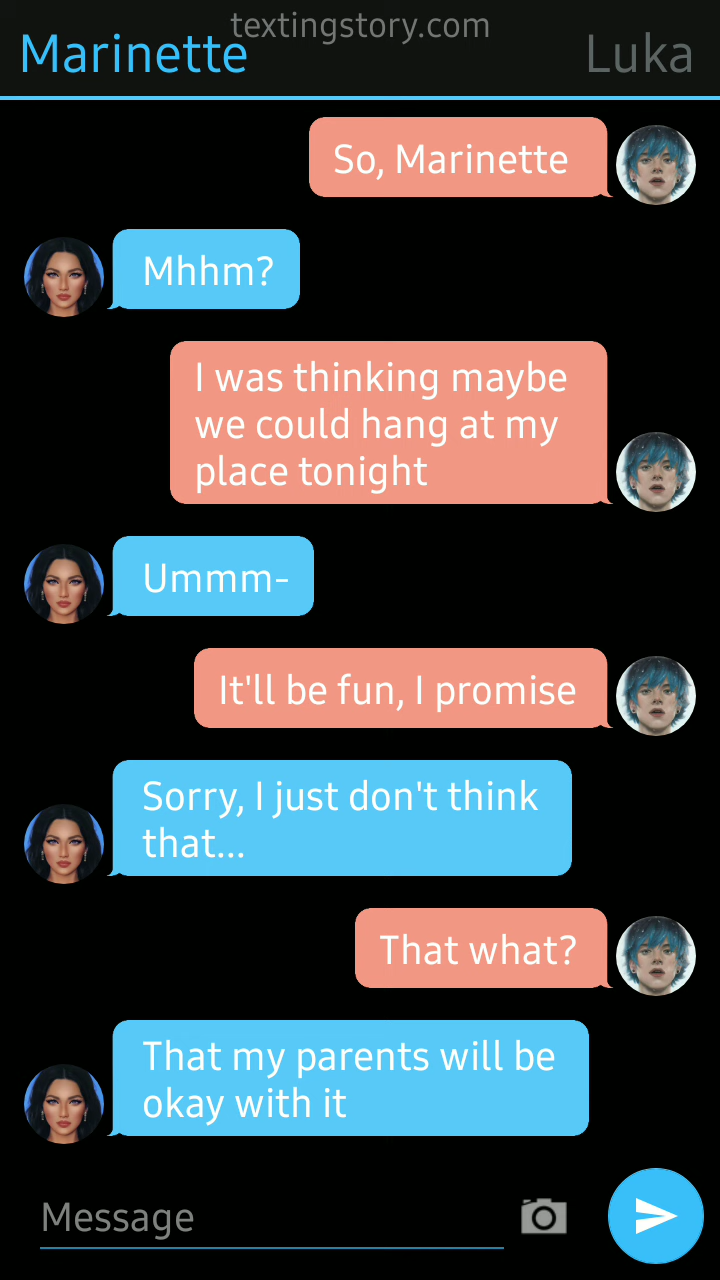 textingstory.com
Marinette
Luka
So, Marinette
Mhhm?
I was thinking maybe
we could hang at my
place tonight
Ummm-
It'll be fun, I promise
Sorry, I just don't think
that...
That what?
That my parents will be
okay with it
Message